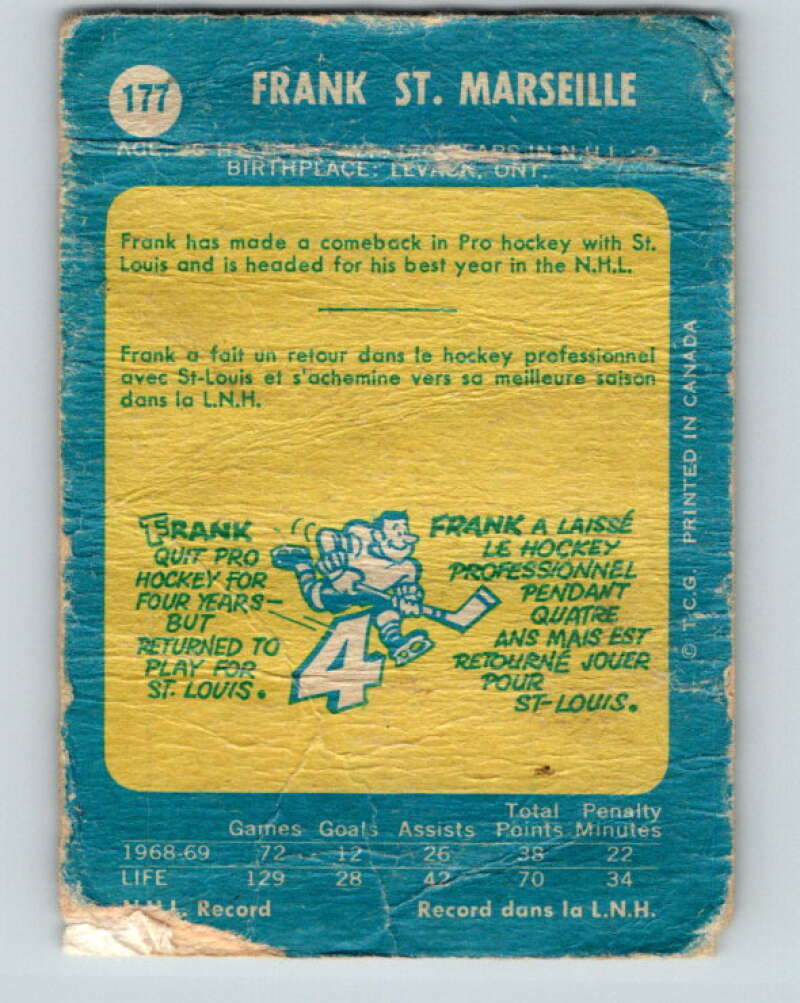 177
FRANK ST. MARSEILLE
AGE: YEARS IN N.H.L.: 2
BIRTHPLACE: LEVACK, ONT.
Frank has made a comeback in Pro hockey with St.
Louis and is headed for his best year in the N.H.L.
Frank a fait un retour dans le hockey professionnel
avec St-Louis et s'achemine vers sa meilleure saison
dans la L.N.H.
FRANK
QUIT PRO
HOCKEY FOR
FOUR YEARS-
BUT
RETURNED TO
PLAY FOR
ST. LOUIS.
4
FRANK A LAISSÉ
LE HOCKEY
PROFESSIONNEL
PENDANT
QUATRE
ANS MAIS EST
RETOURNÉ JOUER
POUR
ST-LOUIS.
© T.C.G. PRINTED IN CANADA
Total Penalty
Games Goals Assists Points Minutes
1968-69 72 12 26 38 22
LIFE 129 28 42 70 34
N.H.L. Record Record dans la L.N.H.